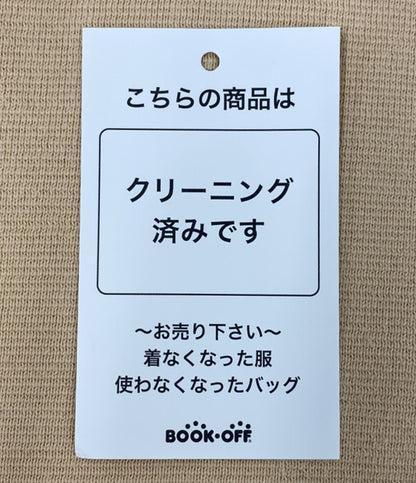 こちらの商品は
クリーニング
済みです
〜お売り下さい〜
着なくなった服
使わなくなったバッグ
BOOK・OFF